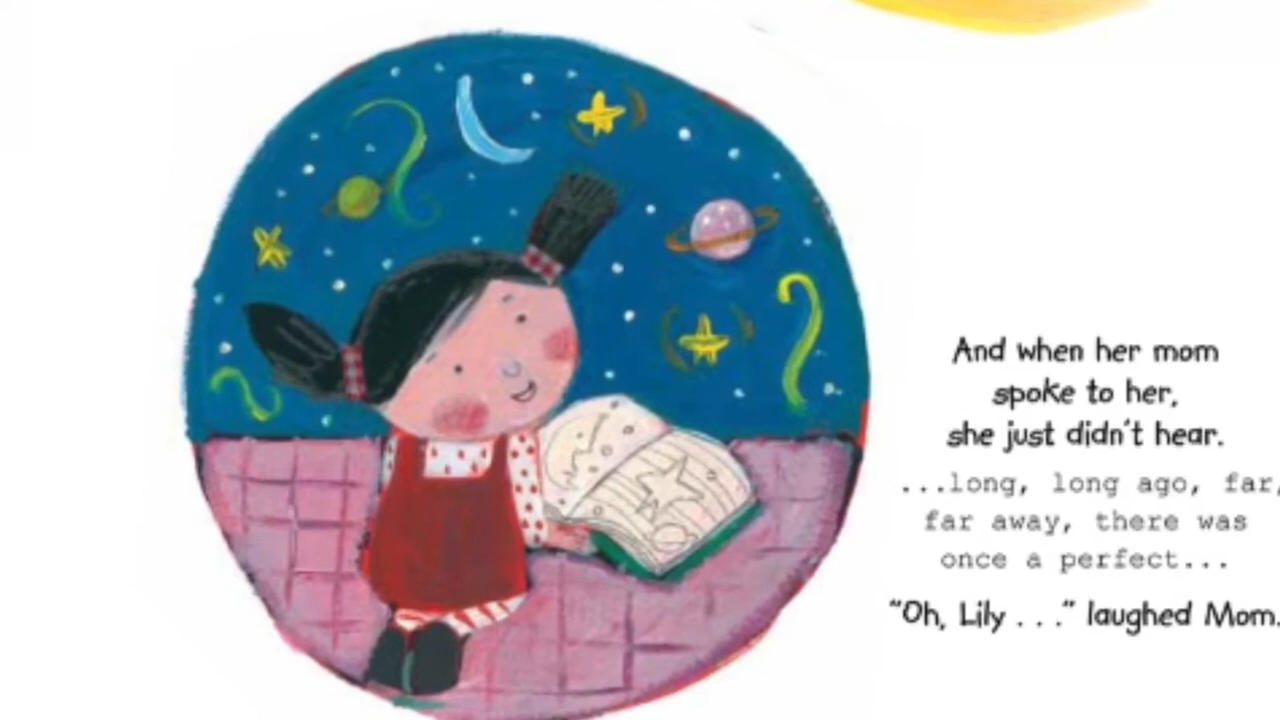 And when her mom
spoke to her,
she just didn't hear.
...long, long ago, far,
far away, there was
once a perfect...
"Oh, Lily . . ." laughed Mom.